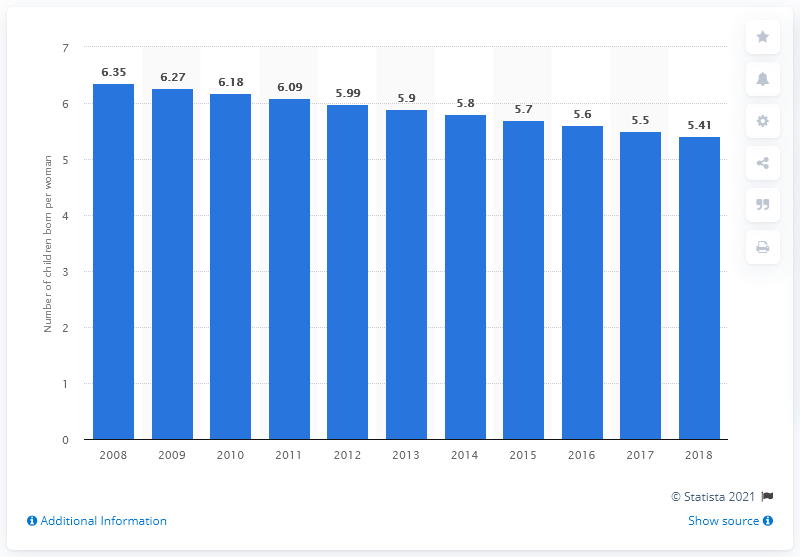 7
6.35 6.27 6.18 6.09 5.99 5.9 5.8 5.7 5.6 5.5 5.41
6
5
4
3
2
1
0
Number of children born per woman
2008 2009 2010 2011 2012 2013 2014 2015 2016 2017 2018
© Statista 2021
Additional Information Show source